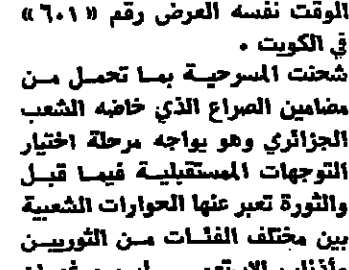 الوقت نفسه العرض رقم « ٦٠١ »
في الكويت .
شحنت المسرحية بما تحمل من
مضامين الصراع الذي خاضه الشعب
الجزائري وهو يواجه مرحلة اختيار
التوجهات المستقبلية فيما قبل
والثورة تعبر عنها الحوارات الشعبية
بين مختلف الفئات من الثوريين